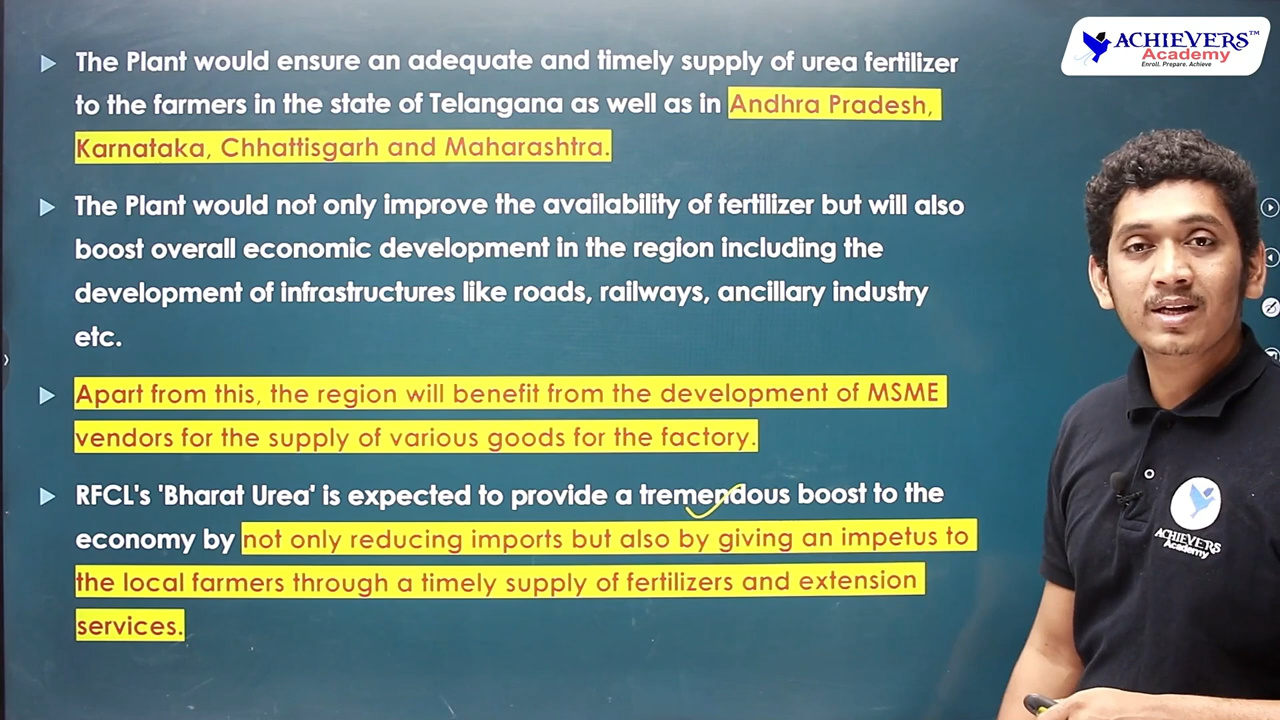 ACHIEVERS™
Academy
Enroll. Prepare. Achieve
The Plant would ensure an adequate and timely supply of urea fertilizer
to the farmers in the state of Telangana as well as in Andhra Pradesh,
Karnataka, Chhattisgarh and Maharashtra.
The Plant would not only improve the availability of fertilizer but will also
boost overall economic development in the region including the
development of infrastructures like roads, railways, ancillary industry
etc.
Apart from this, the region will benefit from the development of MSME
vendors for the supply of various goods for the factory.
RFCL's 'Bharat Urea' is expected to provide a tremendous boost to the
economy by not only reducing imports but also by giving an impetus to
the local farmers through a timely supply of fertilizers and extension
services.
ACHIEVERS
Academy